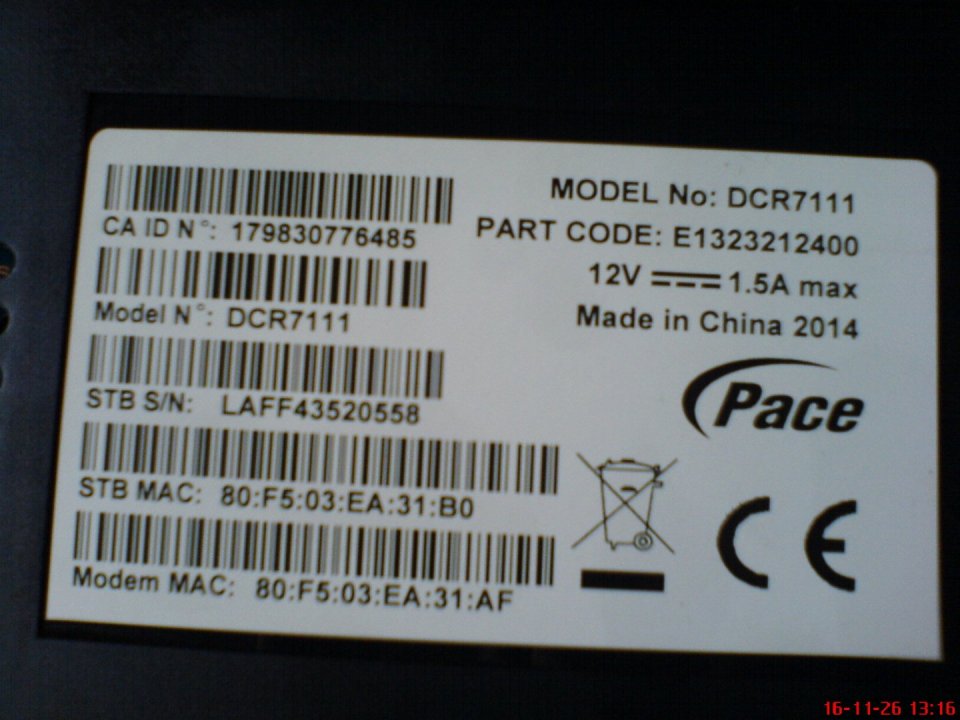 CA ID N°: 179830776485
Model N°: DCR7111
STB S/N: LAFF43520558
STB MAC: 80:F5:03:EA:31:B0
Modem MAC: 80:F5:03:EA:31:AF
MODEL No: DCR7111
PART CODE: E1323212400
12V ⎓ 1.5A max
Made in China 2014
Pace
CE
16-11-26 13:16